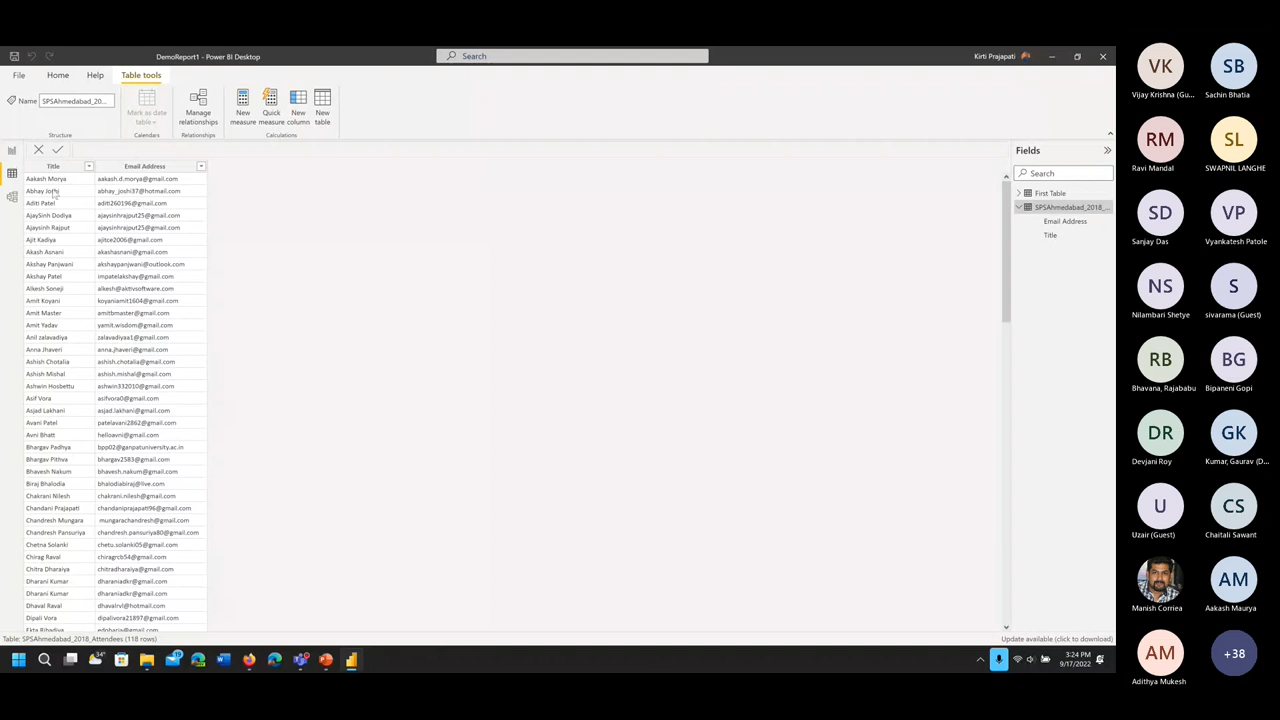 DemoReport1 - Power BI Desktop
Search
Kirti Prajapati
File
Home
Help
Table tools
Name
SPSAhmedabad_20...
Mark as date table
Manage relationships
New measure
Quick measure
New column
New table
Structure
Calendars
Relationships
Calculations
Title
Email Address
Aakash Morya aakash.d.morya@gmail.com
Abhay Joshi abhay_joshi37@hotmail.com
Aditi Patel aditi260196@gmail.com
AjaySinh Dodiya ajaysinhrajput25@gmail.com
Ajaysinh Rajput ajaysinhrajput25@gmail.com
Ajit Kadiya ajitce2006@gmail.com
Akash Asnani akashasnani@gmail.com
Akshay Panjwani akshaypanjwani@outlook.com
Akshay Patel impatelakshay@gmail.com
Alkesh Soneji alkesh@aktivsoftware.com
Amit Koyani koyaniamit1604@gmail.com
Amit Master amitbmaster@gmail.com
Amit Yadav yamit.wisdom@gmail.com
Anil zalavadiya zalavadiyaa1@gmail.com
Anna Jhaveri anna.jhaveri@gmail.com
Ashish Chotalia ashish.chotalia@gmail.com
Ashish Mishal ashish.mishal@gmail.com
Ashwin Hosbettu ashwin332010@gmail.com
Asif Vora asifvora0@gmail.com
Asjad Lakhani asjad.lakhani@gmail.com
Avani Patel patelavani2862@gmail.com
Avni Bhatt helloavni@gmail.com
Bhargav Padhya bpp02@ganpatuniversity.ac.in
Bhargav Pithva bhargav2583@gmail.com
Bhavesh Nakum bhavesh.nakum@gmail.com
Biraj Bhalodia bhalodiabiraj@live.com
Chakrani Nilesh chakrani.nilesh@gmail.com
Chandani Prajapati chandaniprajapati96@gmail.com
Chandresh Mungara mungarachandresh@gmail.com
Chandresh Pansuriya chandresh.pansuriya80@gmail.com
Chetna Solanki chetu.solanki05@gmail.com
Chirag Raval chiragrcb54@gmail.com
Chitra Dharaiya chitradharaiya@gmail.com
Dharani Kumar dharaniadkr@gmail.com
Dharani Kumar dharaniadkr@gmail.com
Dhaval Raval dhavalrvl@hotmail.com
Dipali Vora dipalivora21897@gmail.com
Table: SPSAhmedabad_2018_Attendees (118 rows)
Update available (click to download)
Fields
Search
First Table
SPSAhmedabad_2018_...
Email Address
Title
34°
19
3:24 PM
9/17/2022
VK
Vijay Krishna (Gu...
SB
Sachin Bhatia
RM
Ravi Mandal
SL
SWAPNIL LANGHE
SD
Sanjay Das
VP
Vyankatesh Patole
NS
Nilambari Shetye
S
sivarama (Guest)
RB
Bhavana, Rajababu
BG
Bipaneni Gopi
DR
Devjani Roy
GK
Kumar, Gaurav (D...
U
Uzair (Guest)
CS
Chaitali Sawant
Manish Corriea
AM
Aakash Maurya
AM
Adithya Mukesh
+38